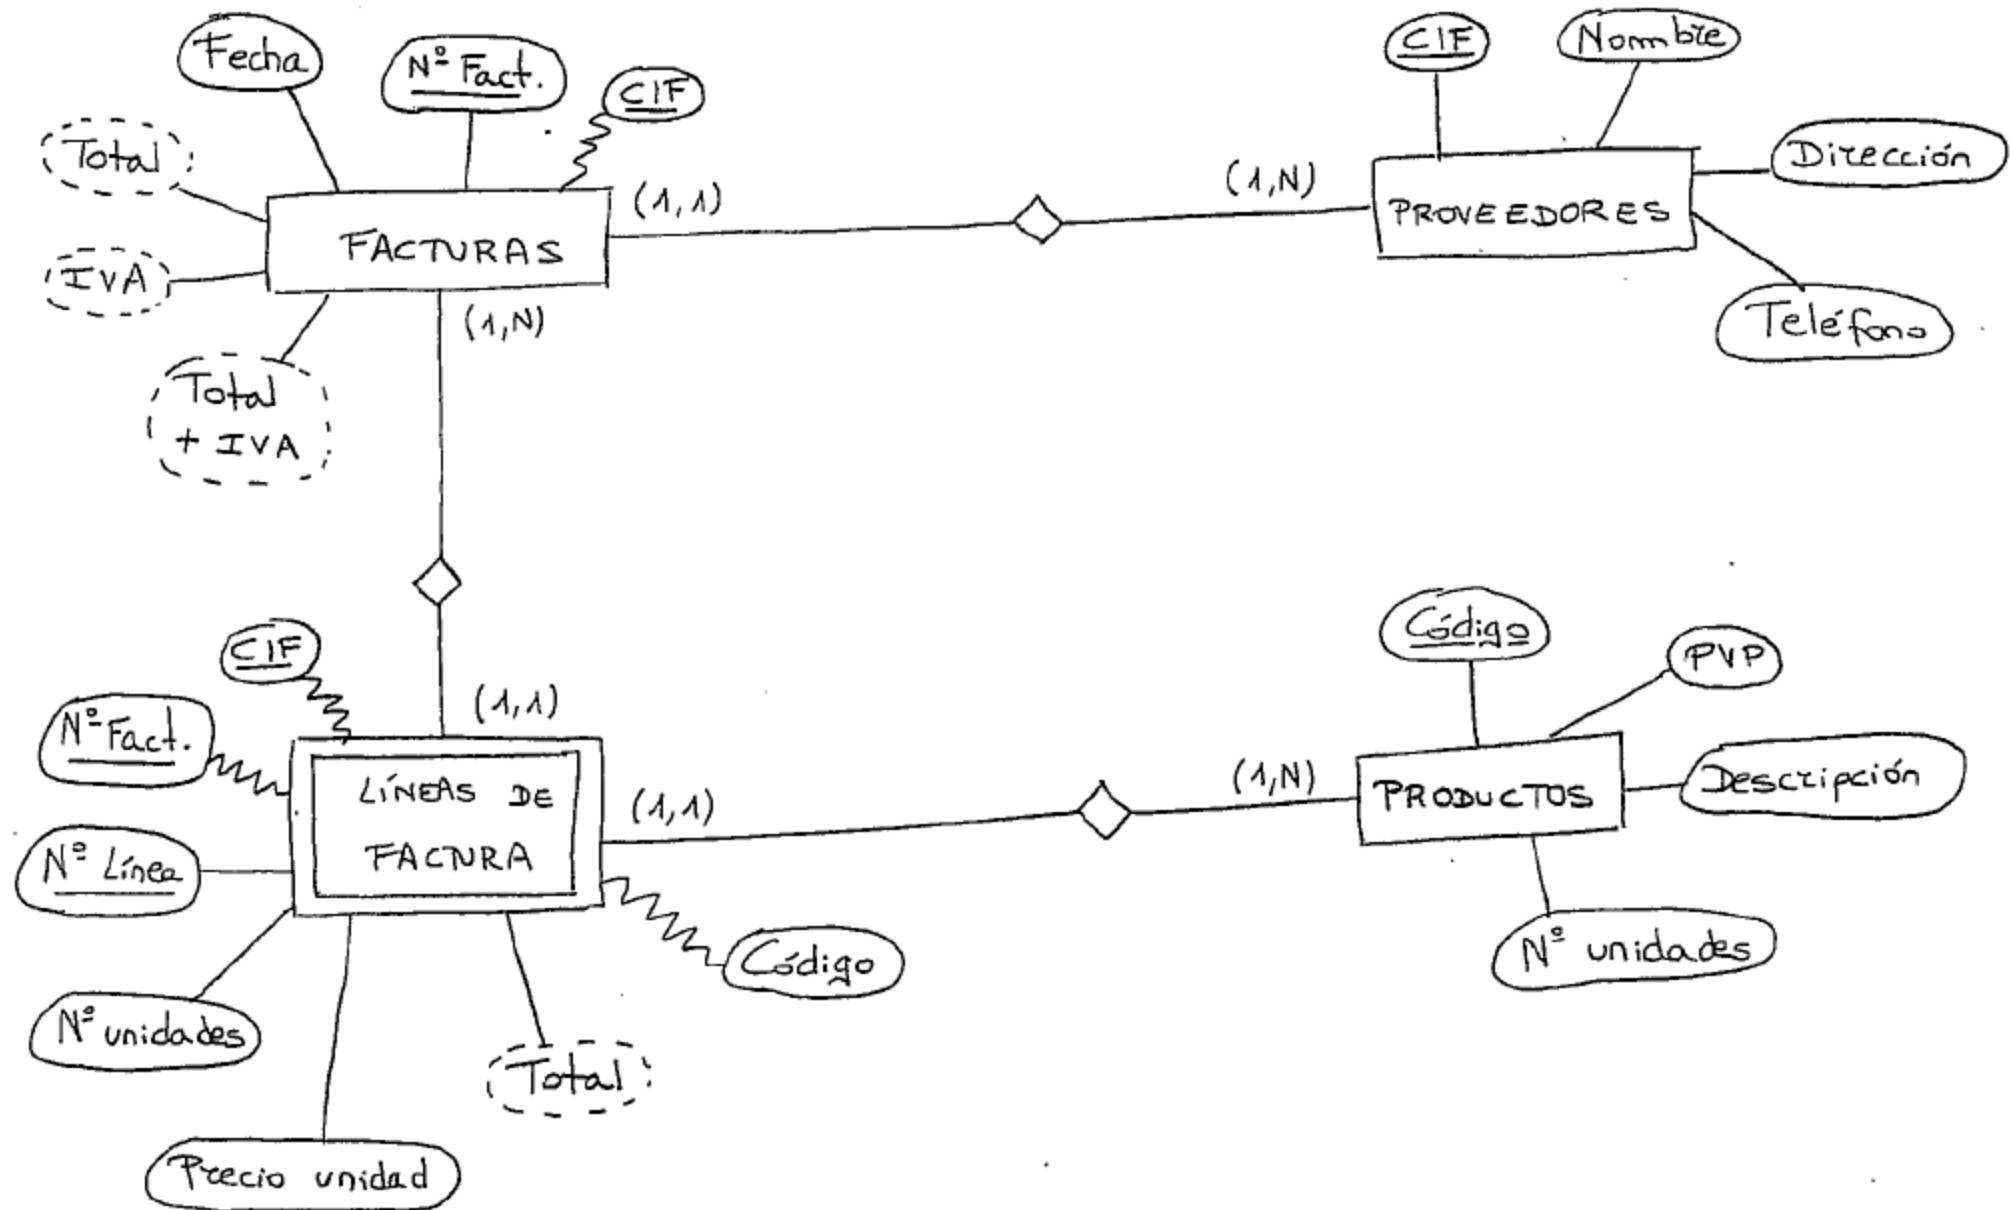 Fecha
Nº Fact.
CIF
CIF
Nombre
Total
Dirección
(1,1)
(1,N)
FACTURAS
PROVEEDORES
IVA
(1,N)
Teléfono
Total
+ IVA
Código
CIF
PVP
Nº Fact.
(1,1)
LÍNEAS DE
FACTURA
(1,1)
(1,N)
PRODUCTOS
Descripción
Nº Línea
Código
Nº unidades
Nº unidades
Total
Precio unidad